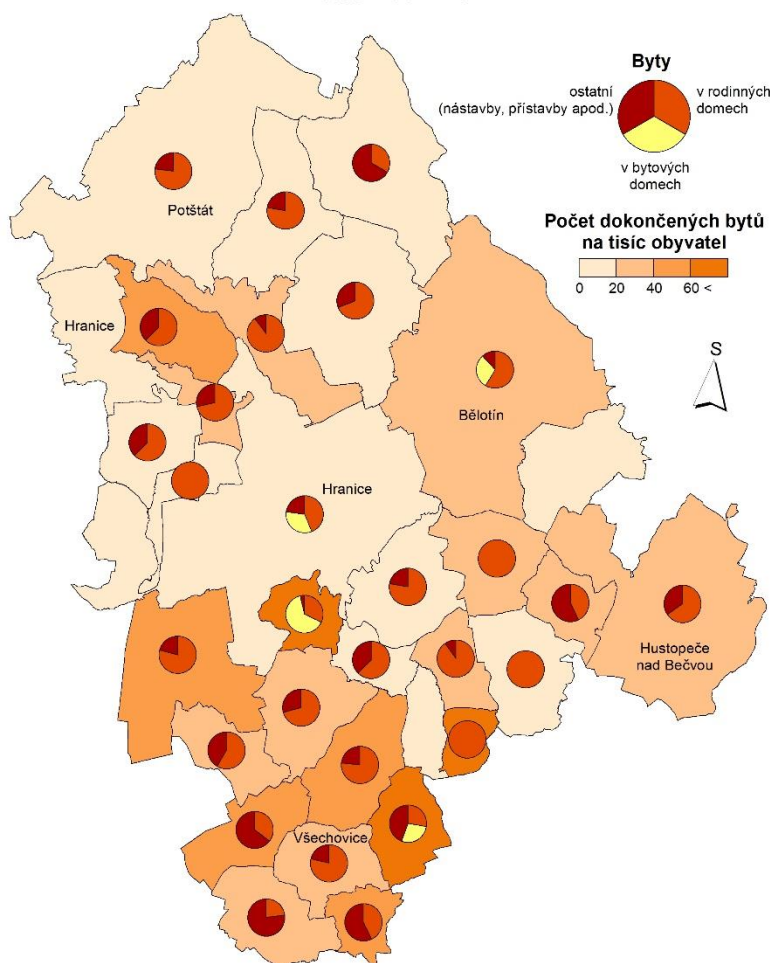 Byty
ostatní
(nástavby, přístavby apod.)
v rodinných
domech
v bytových
domech
Počet dokončených bytů
na tisíc obyvatel
0 20 40 60 <
S
Potštát
Hranice
Bělotín
Hranice
Hustopeče
nad Bečvou
Všechovice